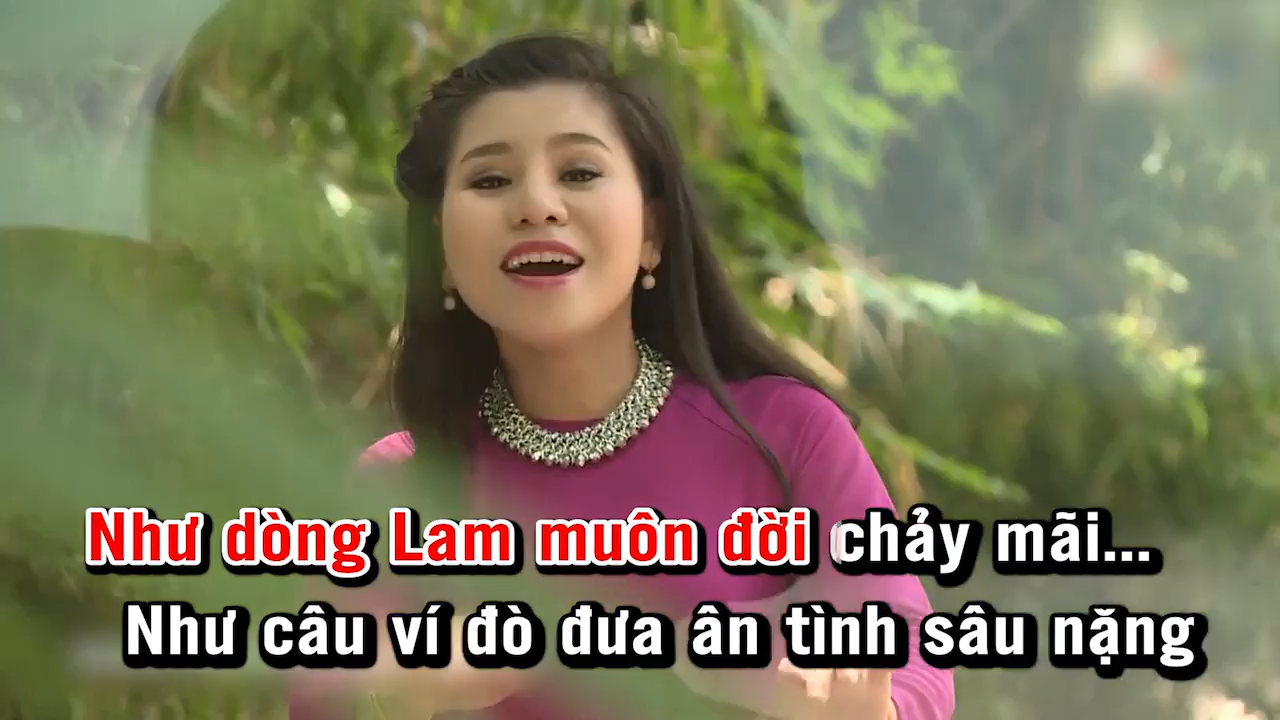 Như dòng Lam muôn đời chảy mãi...
Như câu ví đò đưa ân tình sâu nặng